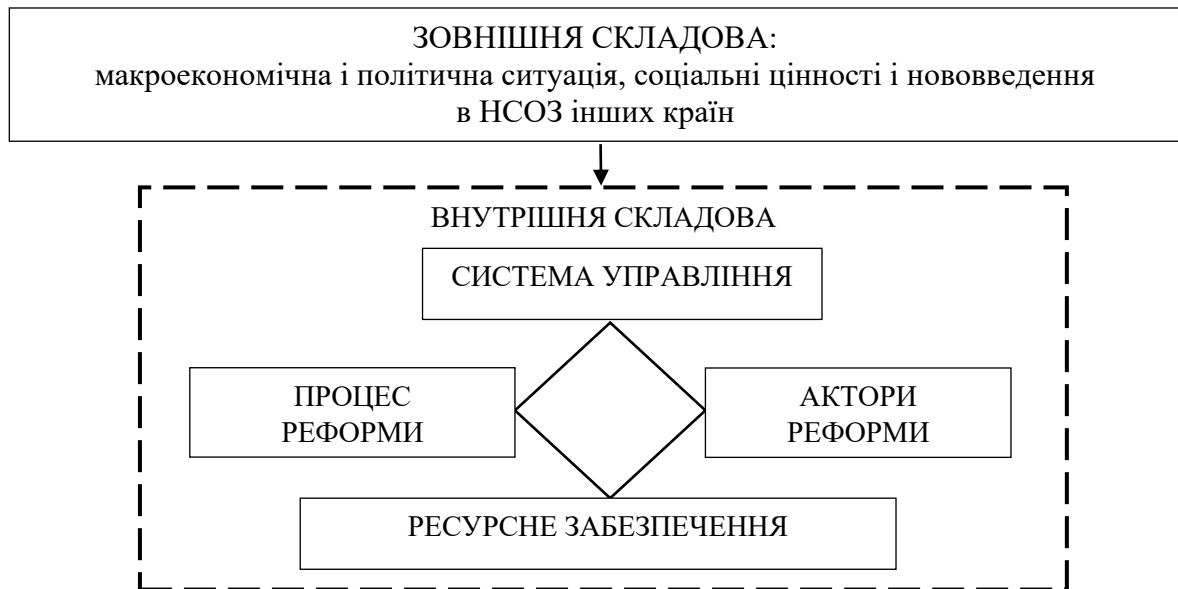 ЗОВНІШНЯ СКЛАДОВА:
макроекономічна і політична ситуація, соціальні цінності і нововведення
в НСОЗ інших країн
ВНУТРІШНЯ СКЛАДОВА
СИСТЕМА УПРАВЛІННЯ
ПРОЦЕС
РЕФОРМИ
АКТОРИ
РЕФОРМИ
РЕСУРСНЕ ЗАБЕЗПЕЧЕННЯ